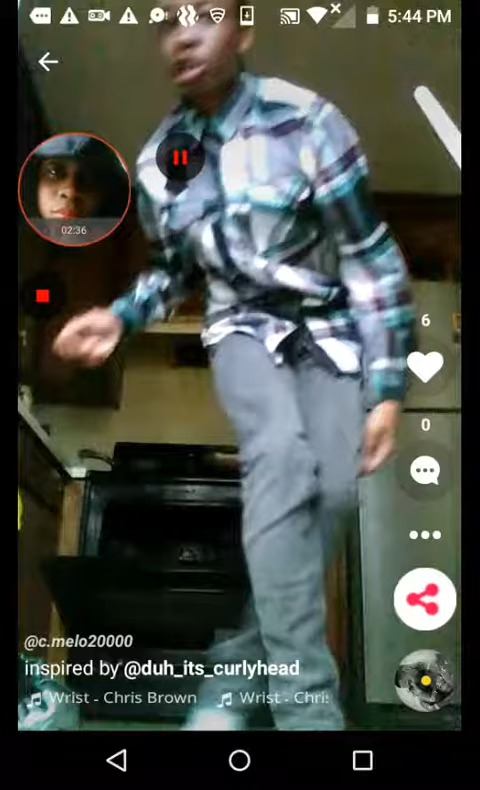 5:44 PM
02:36
6
0
@c.melo20000
inspired by @duh_its_curlyhead
Wrist - Chris Brown Wrist - Chri